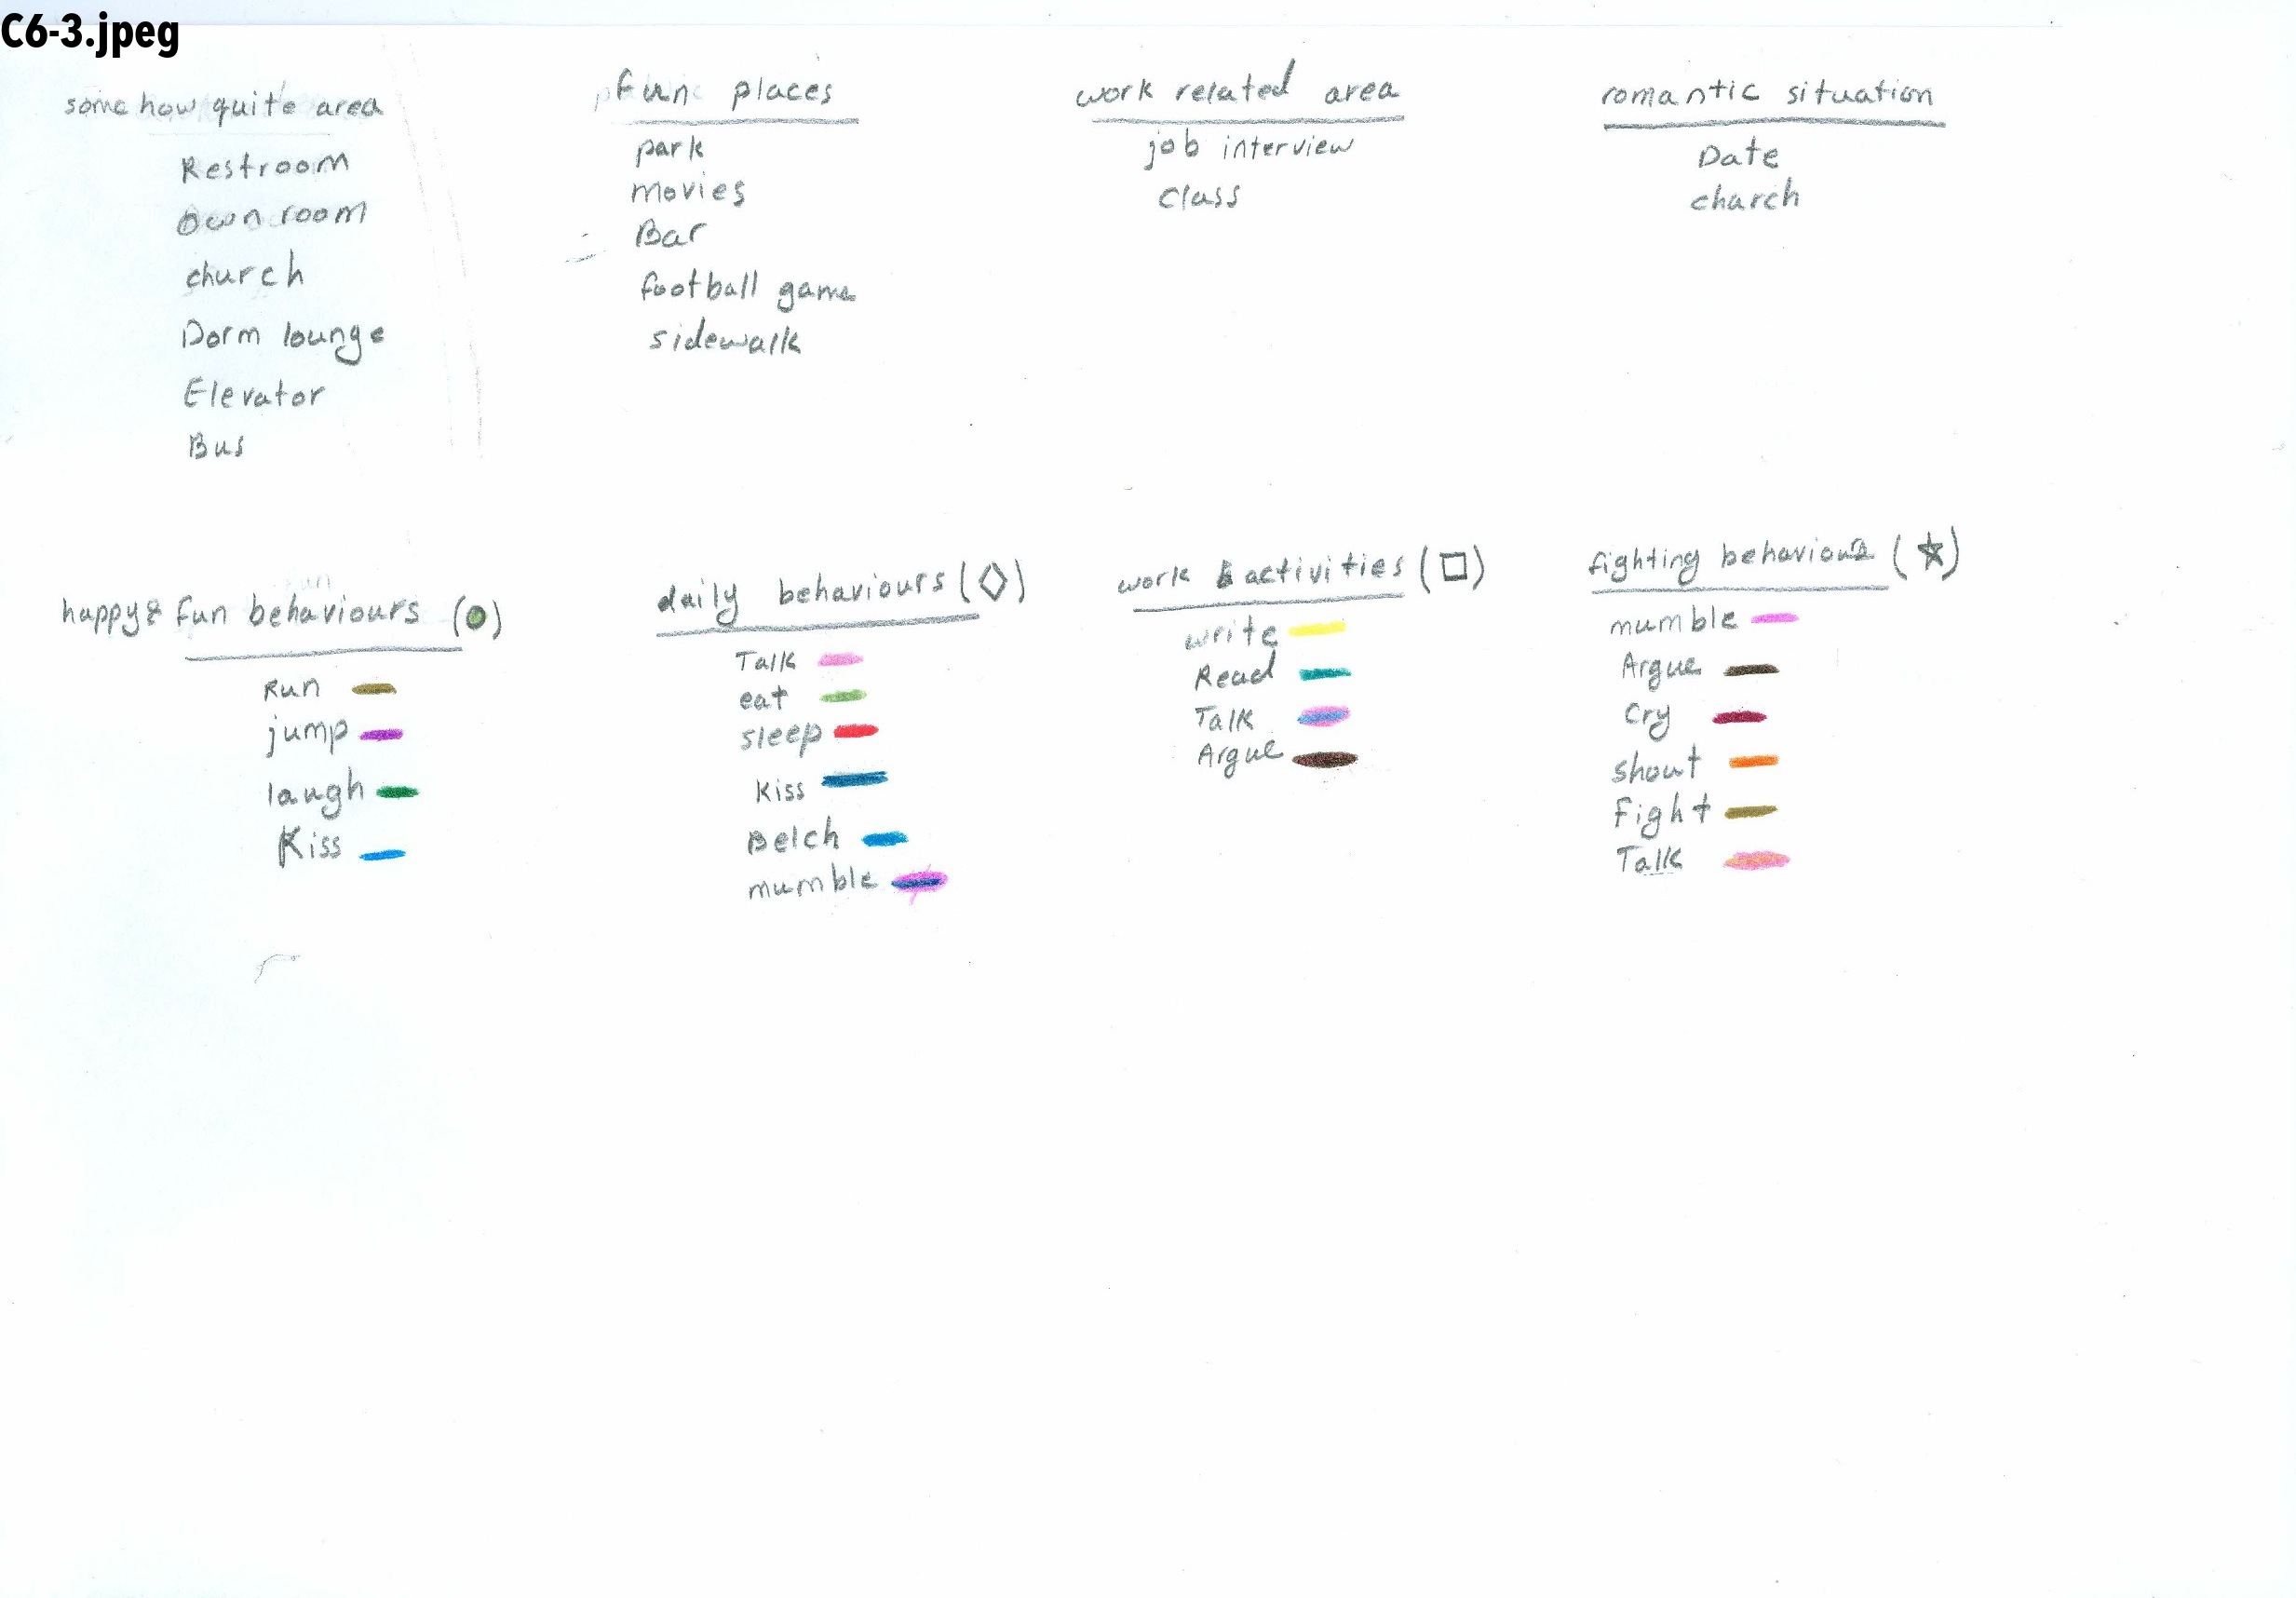 C6-3.jpeg
some how quite area
Restroom
Own room
church
Dorm lounge
Elevator
Bus
fun places
park
movies
Bar
football game
sidewalk
work related area
job interview
class
romantic situation
Date
charch
happy & fun behaviours (●)
Run
jump
laugh
Kiss
daily behaviours (◇)
Talk
eat
sleep
Kiss
Belch
mumble
work activities (□)
write
Read
Talk
Argue
fighting behaviours (☆)
mumble
Argue
Cry
shout
Fight
Talk